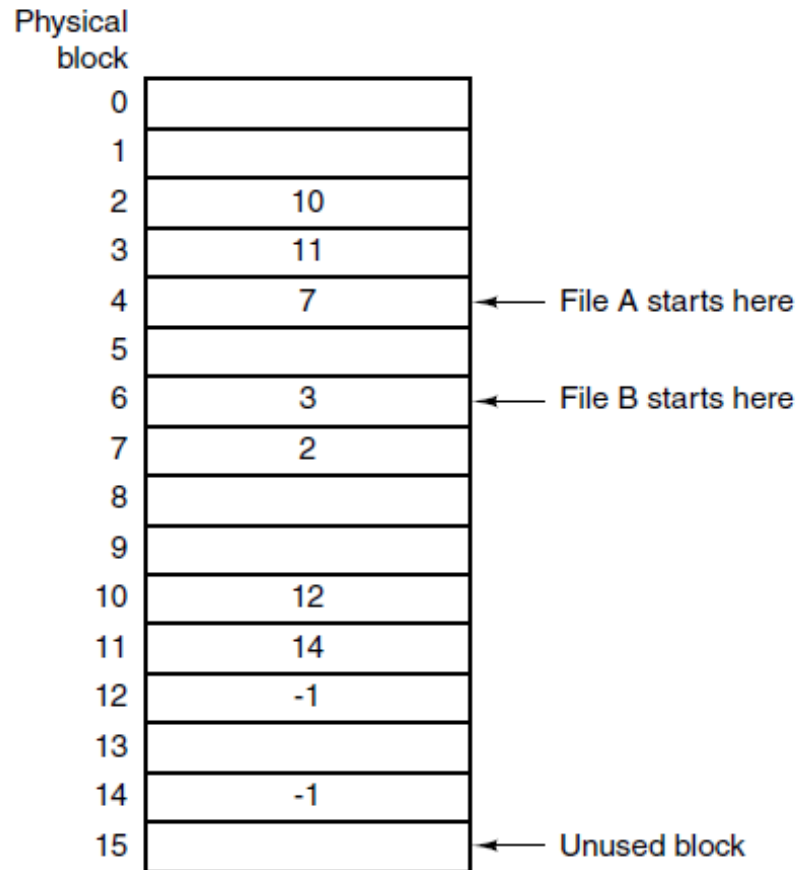 Physical
block
0
1
2 10
3 11
4 7 File A starts here
5
6 3 File B starts here
7 2
8
9
10 12
11 14
12 -1
13
14 -1
15 Unused block